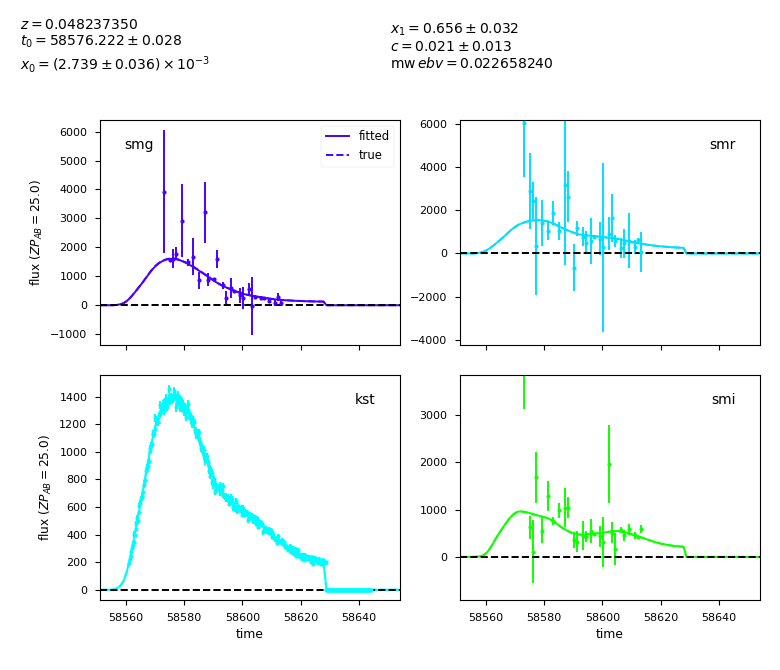 z = 0.048237350
t₀ = 58576.222 ± 0.028
x₀ = (2.739 ± 0.036) × 10⁻³
x₁ = 0.656 ± 0.032
c = 0.021 ± 0.013
mw ebv = 0.022658240
smg
fitted
true
6000
5000
4000
3000
2000
1000
0
−1000
flux (ZP_AB = 25.0)
smr
6000
4000
2000
0
−2000
−4000
kst
1400
1200
1000
800
600
400
200
0
flux (ZP_AB = 25.0)
58560 58580 58600 58620 58640
time
smi
3000
2000
1000
0
58560 58580 58600 58620 58640
time